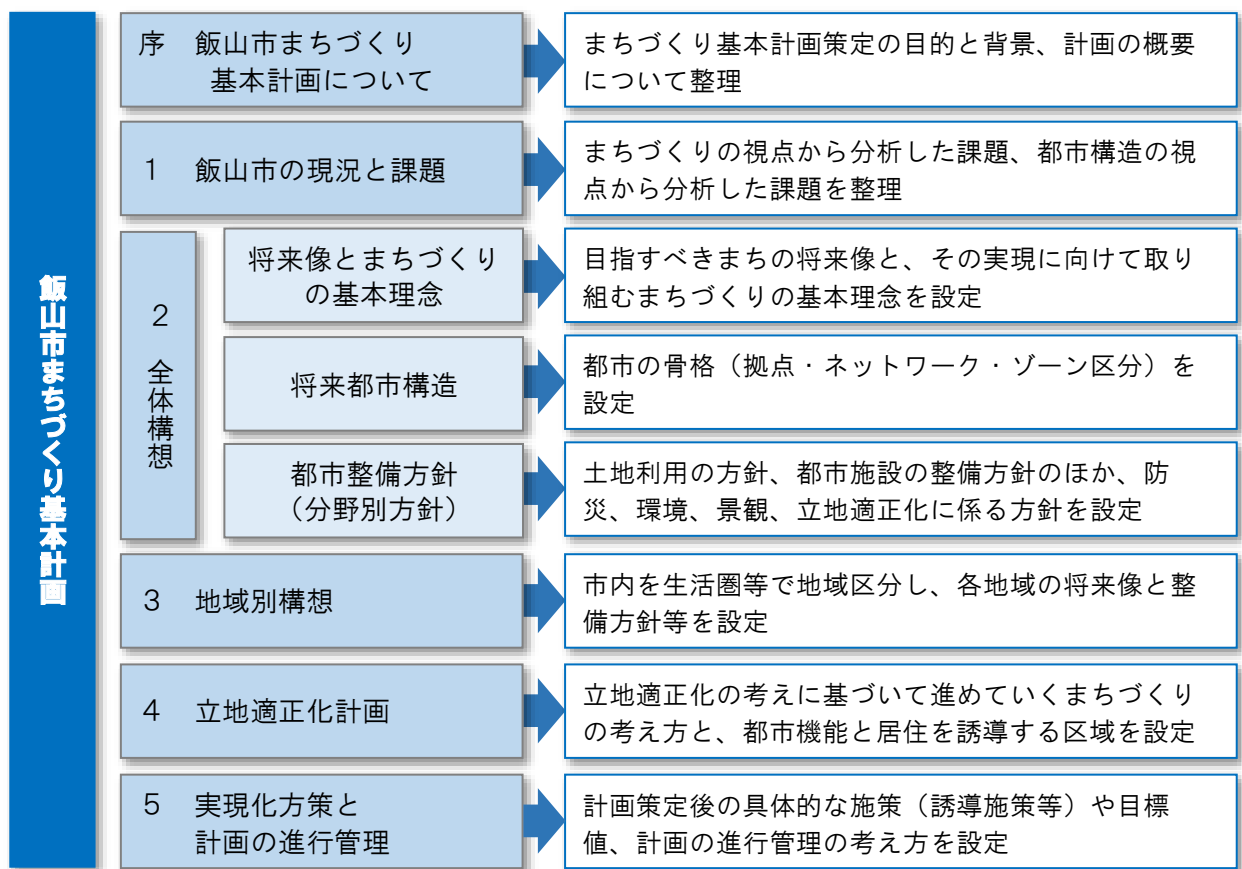 飯山市まちづくり基本計画
序　飯山市まちづくり
基本計画について
まちづくり基本計画策定の目的と背景、計画の概要
について整理
１　飯山市の現況と課題
まちづくりの視点から分析した課題、都市構造の視
点から分析した課題を整理
２　全体構想
将来像とまちづくり
の基本理念
目指すべきまちの将来像と、その実現に向けて取り
組むまちづくりの基本理念を設定
将来都市構造
都市の骨格（拠点・ネットワーク・ゾーン区分）を
設定
都市整備方針
（分野別方針）
土地利用の方針、都市施設の整備方針のほか、防
災、環境、景観、立地適正化に係る方針を設定
３　地域別構想
市内を生活圏等で地域区分し、各地域の将来像と整
備方針等を設定
４　立地適正化計画
立地適正化の考えに基づいて進めていくまちづくり
の考え方と、都市機能と居住を誘導する区域を設定
５　実現化方策と
計画の進行管理
計画策定後の具体的な施策（誘導施策等）や目標
値、計画の進行管理の考え方を設定